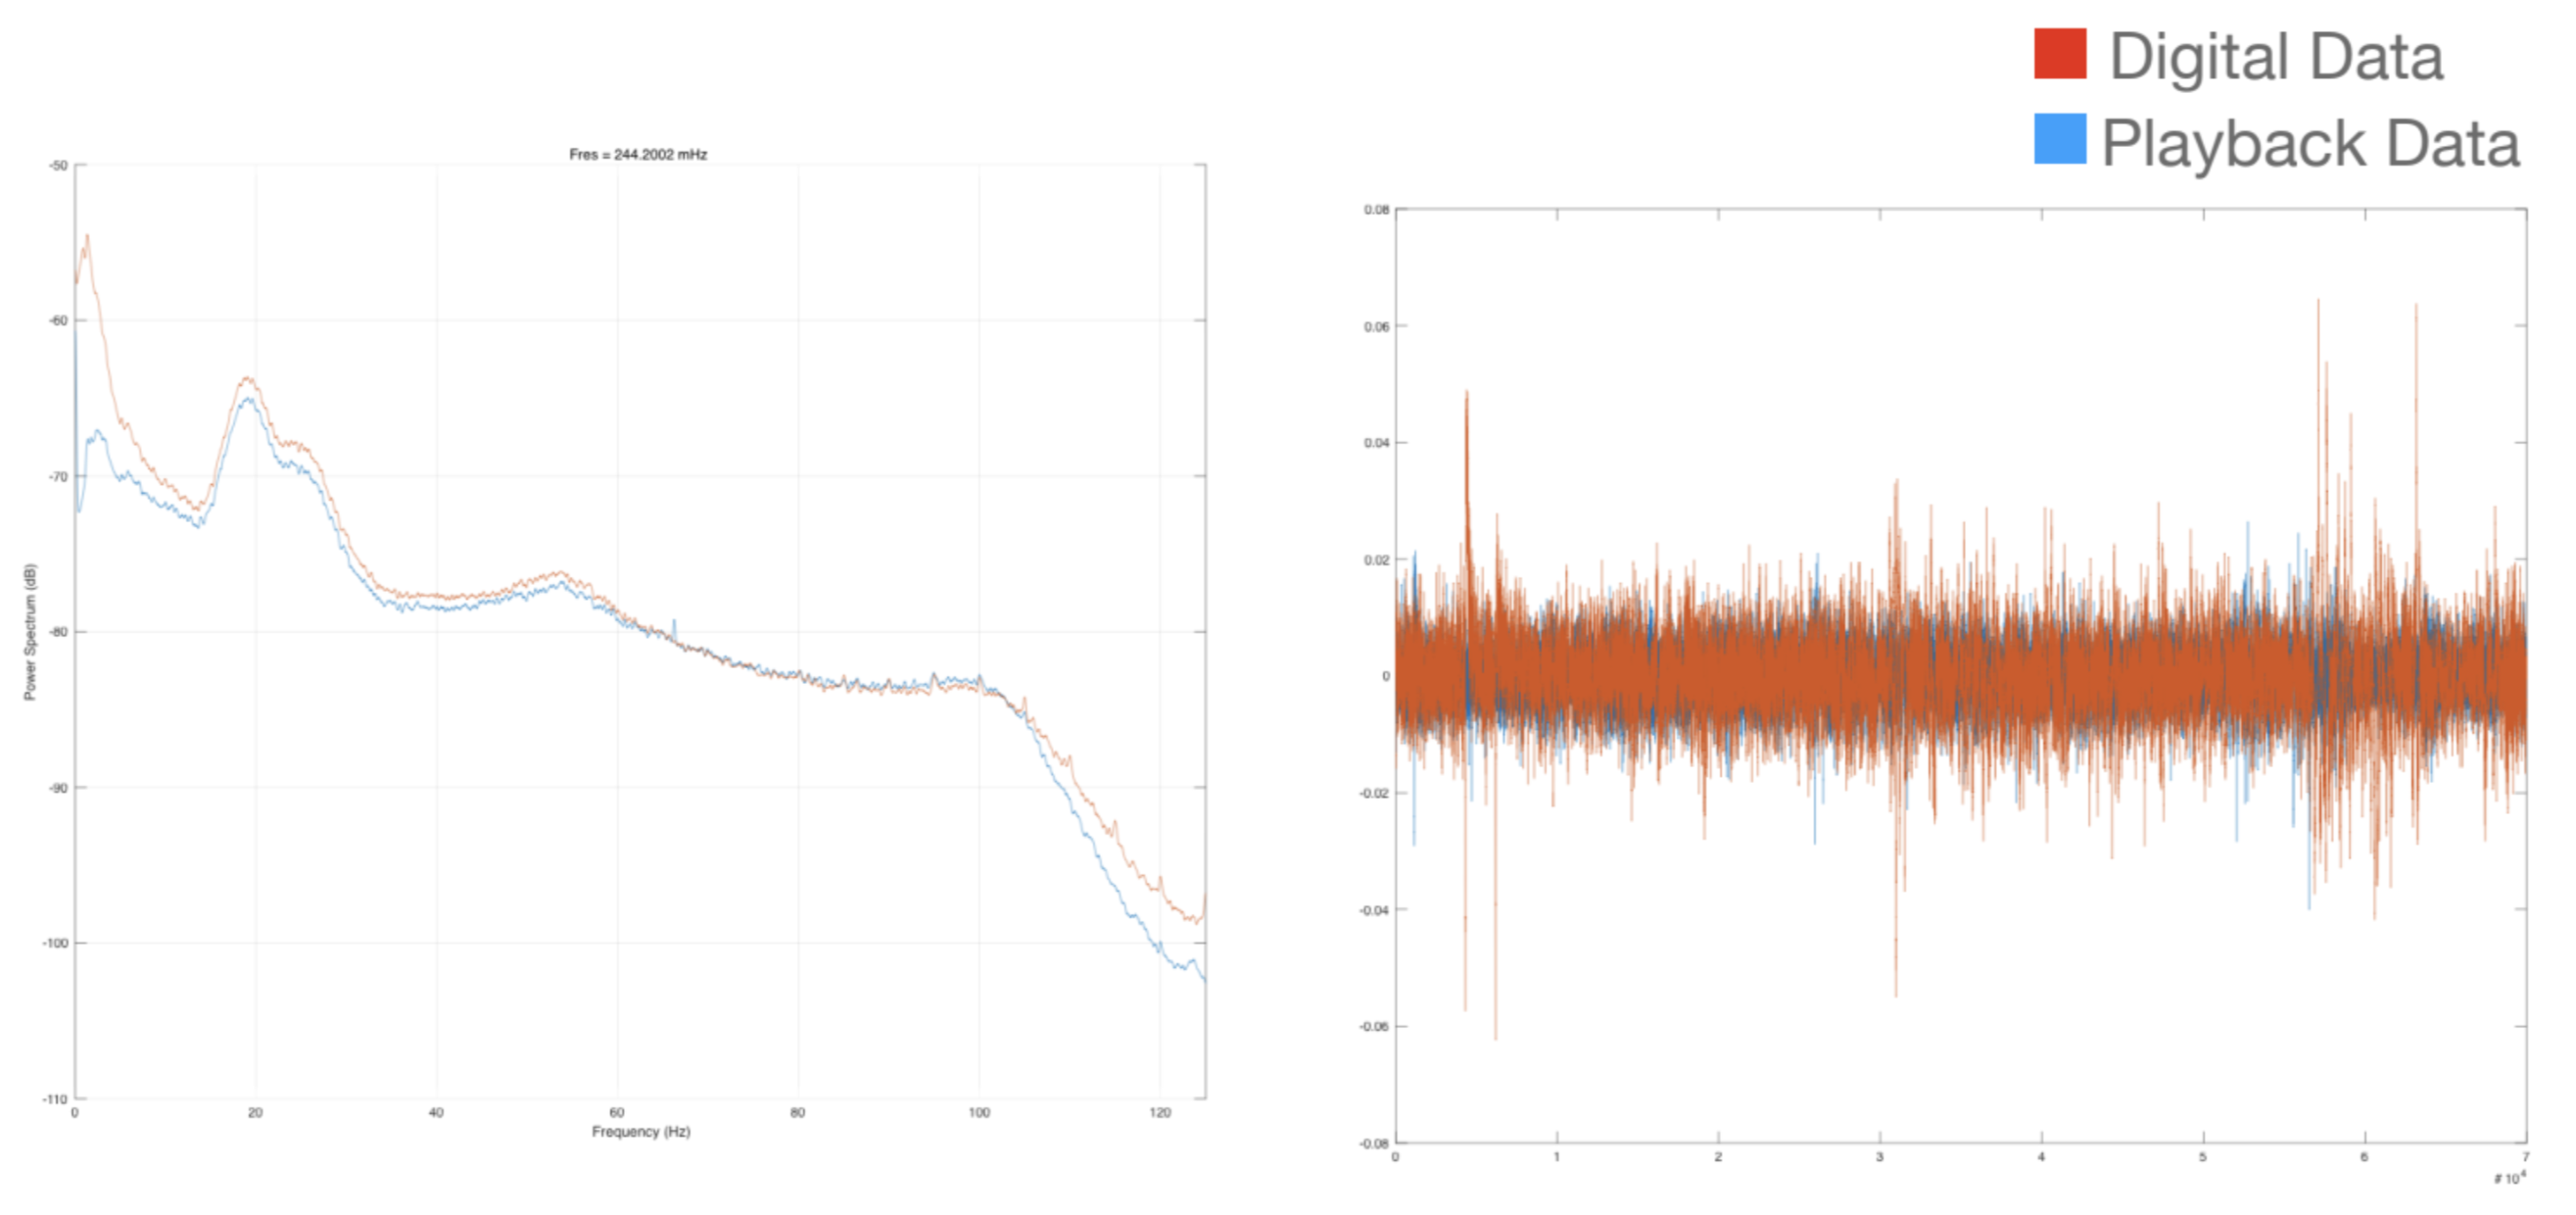 Digital Data
Playback Data
Fres = 244.2002 mHz
-50
-60
-70
-80
-90
-100
-110
Power Spectrum (dB)
0 20 40 60 80 100 120
Frequency (Hz)
0.08
0.06
0.04
0.02
0
-0.02
-0.04
-0.06
-0.08
0 1 2 3 4 5 6 7
#10⁴